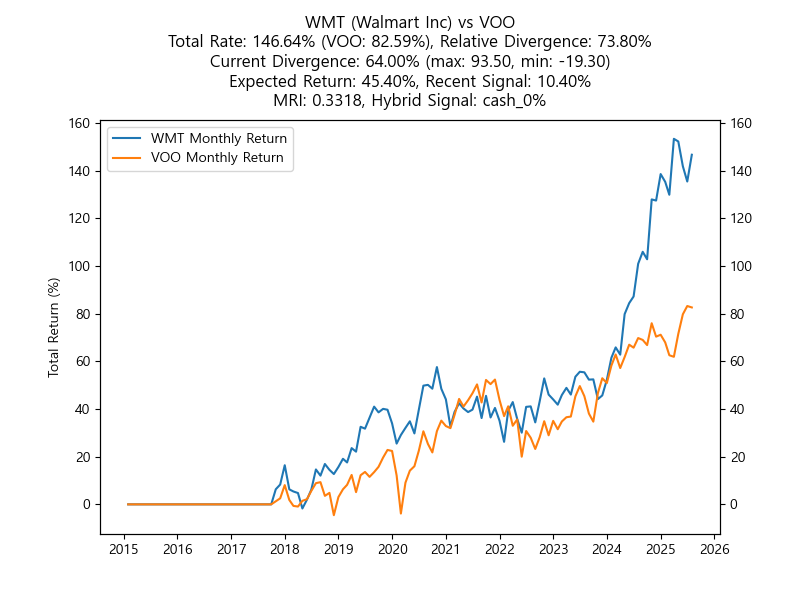 WMT (Walmart Inc) vs VOO
Total Rate: 146.64% (VOO: 82.59%), Relative Divergence: 73.80%
Current Divergence: 64.00% (max: 93.50, min: -19.30)
Expected Return: 45.40%, Recent Signal: 10.40%
MRI: 0.3318, Hybrid Signal: cash_0%
WMT Monthly Return
VOO Monthly Return
Total Return (%)
160
140
120
100
80
60
40
20
0
160
140
120
100
80
60
40
20
0
2015 2016 2017 2018 2019 2020 2021 2022 2023 2024 2025 2026